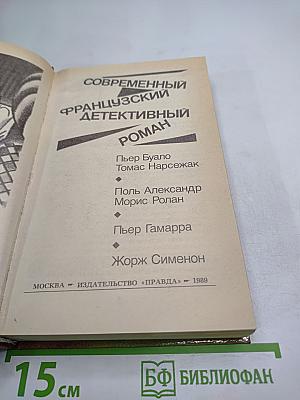 СОВРЕМЕННЫЙ
ФРАНЦУЗСКИЙ
ДЕТЕКТИВНЫЙ
РОМАН
Пьер Буало
Томас Нарсежак
Поль Александр
Морис Ролан
Пьер Гамарра
Жорж Сименон
МОСКВА – ИЗДАТЕЛЬСТВО «ПРАВДА» – 1989
15 см
БФ БИБЛИОФАН